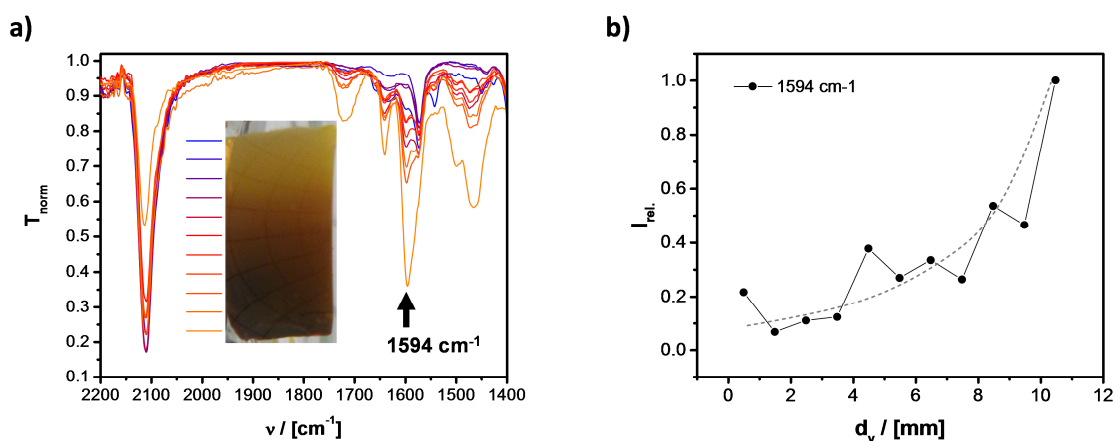 a)
b)
1.0
0.9
0.8
0.7
0.6
0.5
0.4
0.3
0.2
0.1
T_norm
2200 2100 2000 1900 1800 1700 1600 1500 1400
ν / [cm⁻¹]
1594 cm⁻¹
1594 cm-1
1.0
0.8
0.6
0.4
0.2
0.0
I_rel.
0 2 4 6 8 10 12
d_y / [mm]